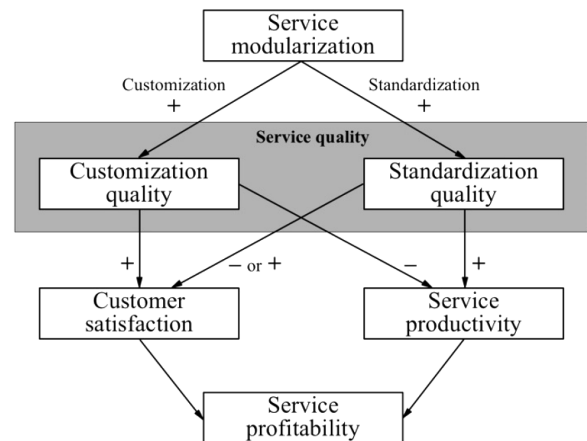 Service
modularization
Customization
+
Standardization
+
Service quality
Customization
quality
Standardization
quality
+
– or +
–
+
Customer
satisfaction
Service
productivity
Service
profitability